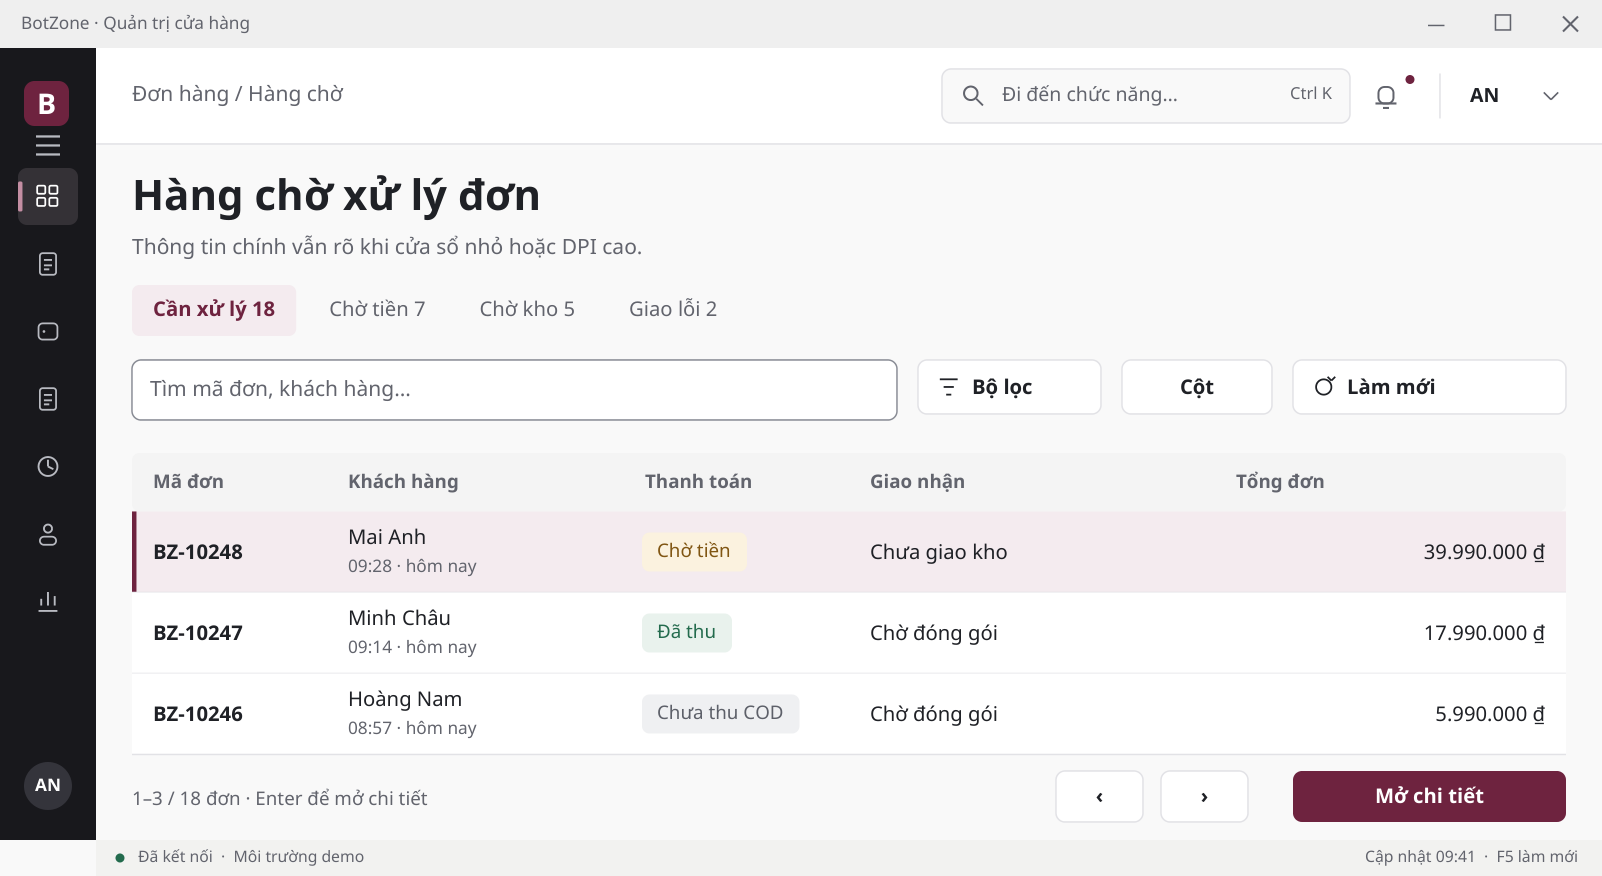 BotZone · Quản trị cửa hàng
B
Đơn hàng / Hàng chờ
Đi đến chức năng... Ctrl K
AN
Hàng chờ xử lý đơn
Thông tin chính vẫn rõ khi cửa sổ nhỏ hoặc DPI cao.
Cần xử lý 18 Chờ tiền 7 Chờ kho 5 Giao lỗi 2
Tìm mã đơn, khách hàng... Bộ lọc Cột Làm mới
Mã đơn Khách hàng Thanh toán Giao nhận Tổng đơn
BZ-10248 Mai Anh Chờ tiền Chưa giao kho 39.990.000 ₫
09:28 · hôm nay
BZ-10247 Minh Châu Đã thu Chờ đóng gói 17.990.000 ₫
09:14 · hôm nay
BZ-10246 Hoàng Nam Chưa thu COD Chờ đóng gói 5.990.000 ₫
08:57 · hôm nay
AN
1–3 / 18 đơn · Enter để mở chi tiết ‹ › Mở chi tiết
Đã kết nối · Môi trường demo Cập nhật 09:41 · F5 làm mới